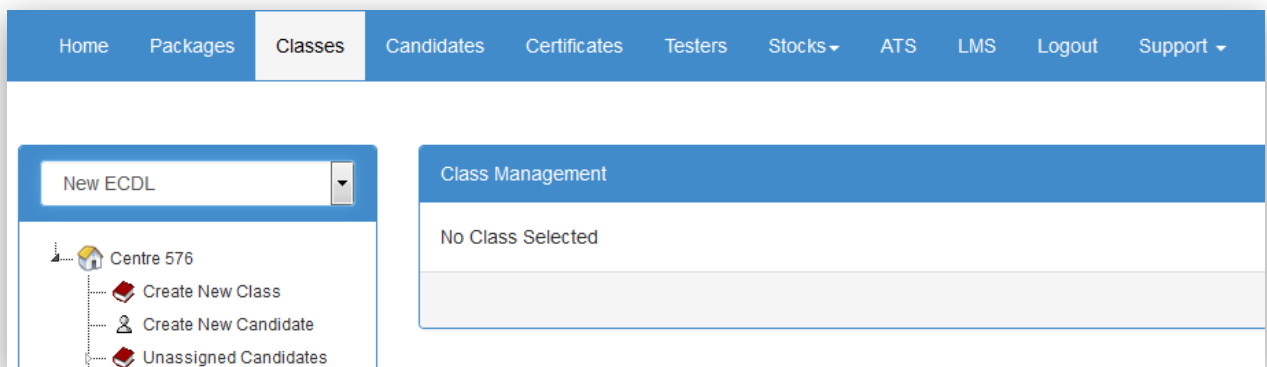 Home Packages Classes Candidates Certificates Testers Stocks ATS LMS Logout Support
New ECDL
Centre 576
Create New Class
Create New Candidate
Unassigned Candidates
Class Management
No Class Selected